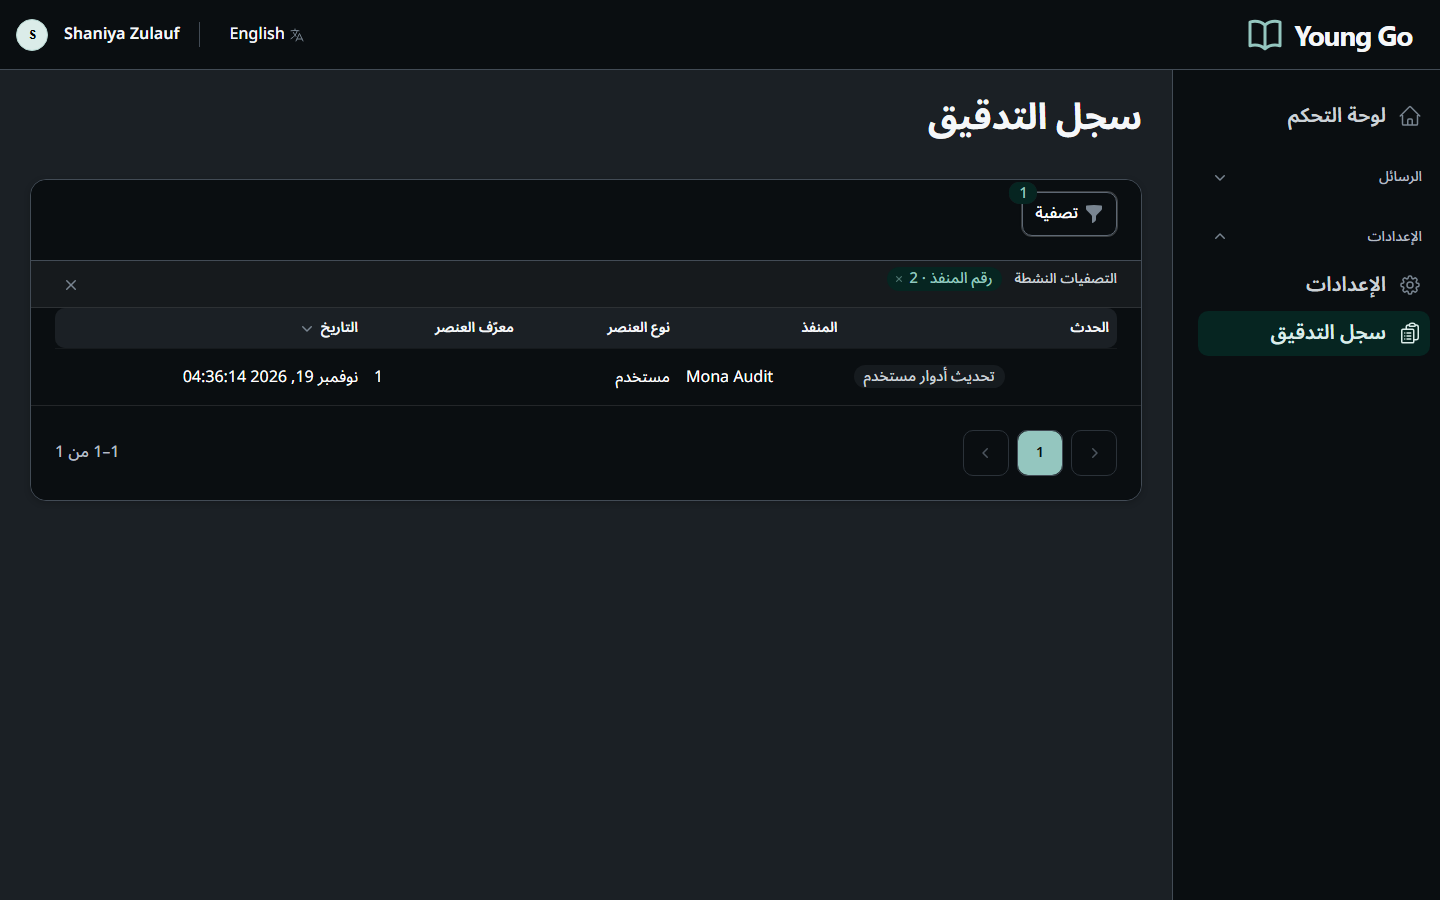 Young Go
English
Shaniya Zulauf
S
لوحة التحكم
الرسائل
الإعدادات
الإعدادات
سجل التدقيق
سجل التدقيق
تصفية
1
التصفيات النشطة رقم المنفذ · 2 ×
الحدث المنفذ نوع العنصر معرّف العنصر التاريخ
تحديث أدوار مستخدم Mona Audit مستخدم 1 نوفمبر 19, 2026 04:36:14
1
1–1 من 1